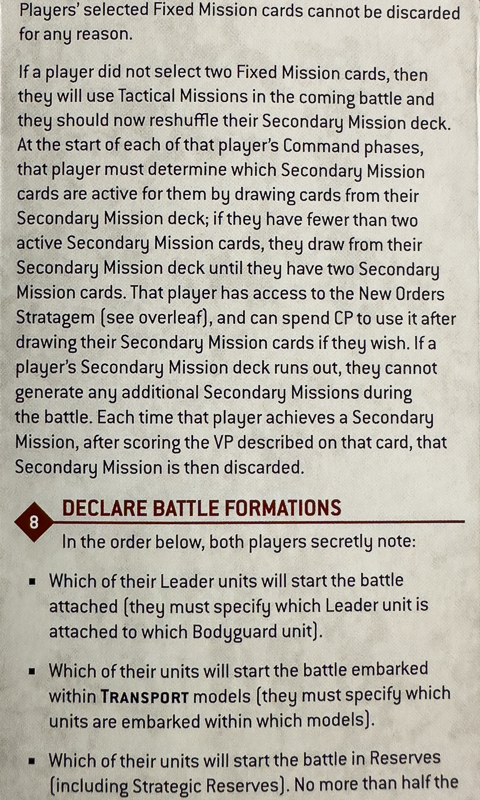 Players' selected Fixed Mission cards cannot be discarded
for any reason.
If a player did not select two Fixed Mission cards, then
they will use Tactical Missions in the coming battle and
they should now reshuffle their Secondary Mission deck.
At the start of each of that player's Command phases,
that player must determine which Secondary Mission
cards are active for them by drawing cards from their
Secondary Mission deck; if they have fewer than two
active Secondary Mission cards, they draw from their
Secondary Mission deck until they have two Secondary
Mission cards. That player has access to the New Orders
Stratagem (see overleaf), and can spend CP to use it after
drawing their Secondary Mission cards if they wish. If a
player's Secondary Mission deck runs out, they cannot
generate any additional Secondary Missions during
the battle. Each time that player achieves a Secondary
Mission, after scoring the VP described on that card, that
Secondary Mission is then discarded.
8 DECLARE BATTLE FORMATIONS
In the order below, both players secretly note:
▪ Which of their Leader units will start the battle
attached (they must specify which Leader unit is
attached to which Bodyguard unit).
▪ Which of their units will start the battle embarked
within TRANSPORT models (they must specify which
units are embarked within which models).
▪ Which of their units will start the battle in Reserves
(including Strategic Reserves). No more than half the